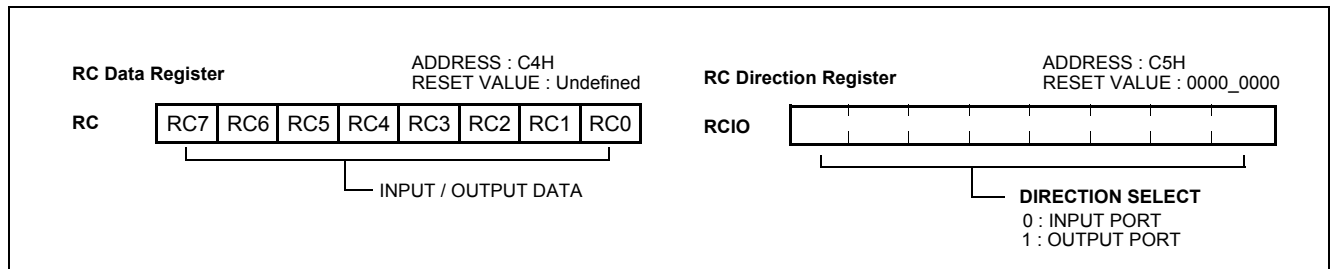 RC Data Register
ADDRESS : C4H
RESET VALUE : Undefined
RC
RC7 RC6 RC5 RC4 RC3 RC2 RC1 RC0
INPUT / OUTPUT DATA
RC Direction Register
ADDRESS : C5H
RESET VALUE : 0000_0000
RCIO
DIRECTION SELECT
0 : INPUT PORT
1 : OUTPUT PORT